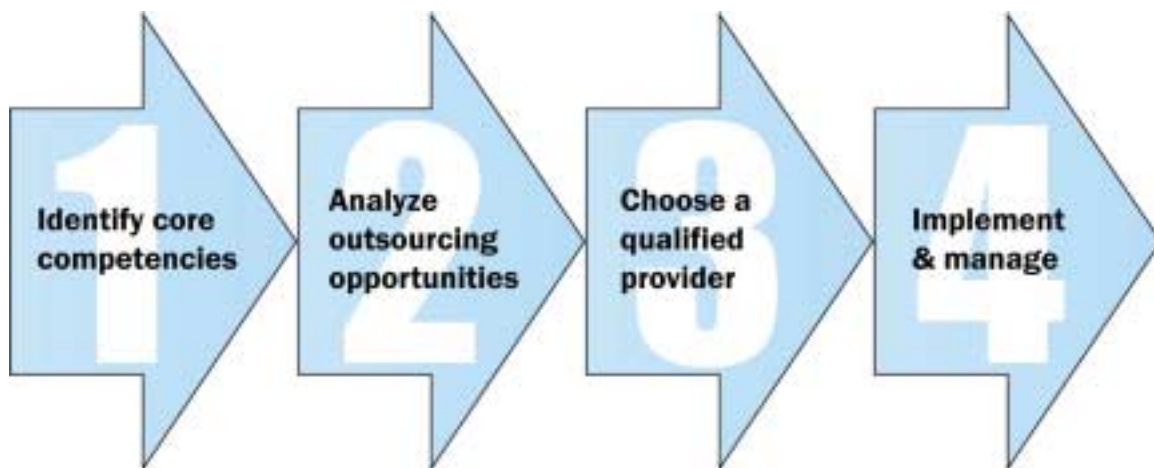 1
Identify core
competencies
2
Analyze
outsourcing
opportunities
3
Choose a
qualified
provider
4
Implement
& manage